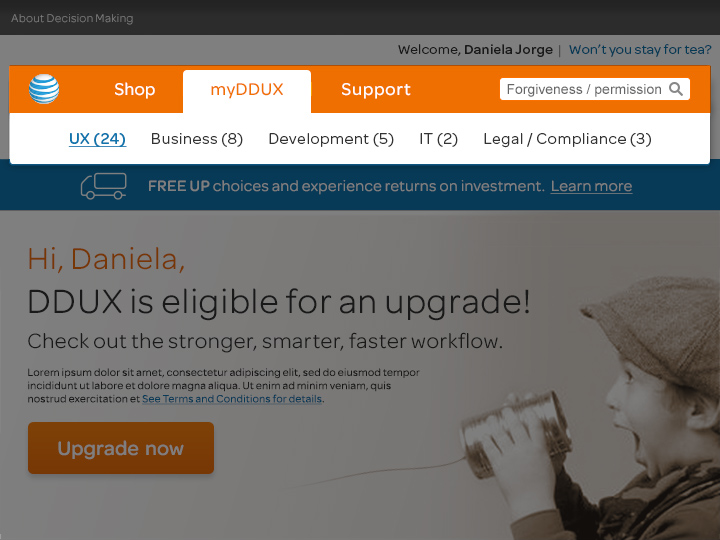 About Decision Making
Welcome, Daniela Jorge | Won't you stay for tea?
Shop myDDUX Support Forgiveness / permission
UX (24) Business (8) Development (5) IT (2) Legal / Compliance (3)
FREE UP choices and experience returns on investment. Learn more
Hi, Daniela,
DDUX is eligible for an upgrade!
Check out the stronger, smarter, faster workflow.
Lorem ipsum dolor sit amet, consectetur adipiscing elit, sed do eiusmod tempor
incididunt ut labore et dolore magna aliqua. Ut enim ad minim veniam, quis
nostrud exercitation et See Terms and Conditions for details.
Upgrade now